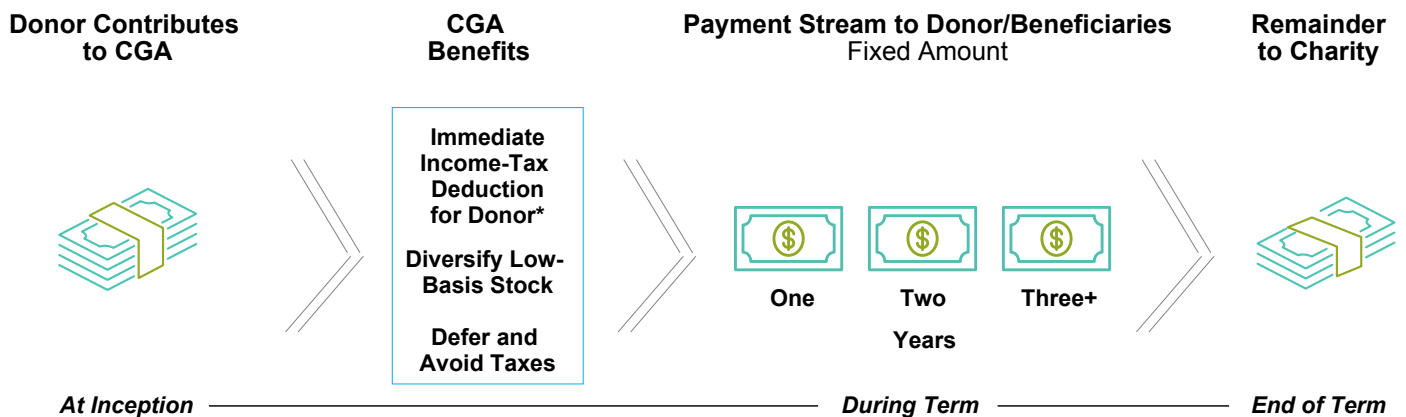 Donor Contributes
to CGA
CGA
Benefits
Payment Stream to Donor/Beneficiaries
Fixed Amount
Remainder
to Charity
Immediate
Income-Tax
Deduction
for Donor*
Diversify Low-
Basis Stock
Defer and
Avoid Taxes
$
$
$
One
Two
Three+
Years
At Inception
During Term
End of Term